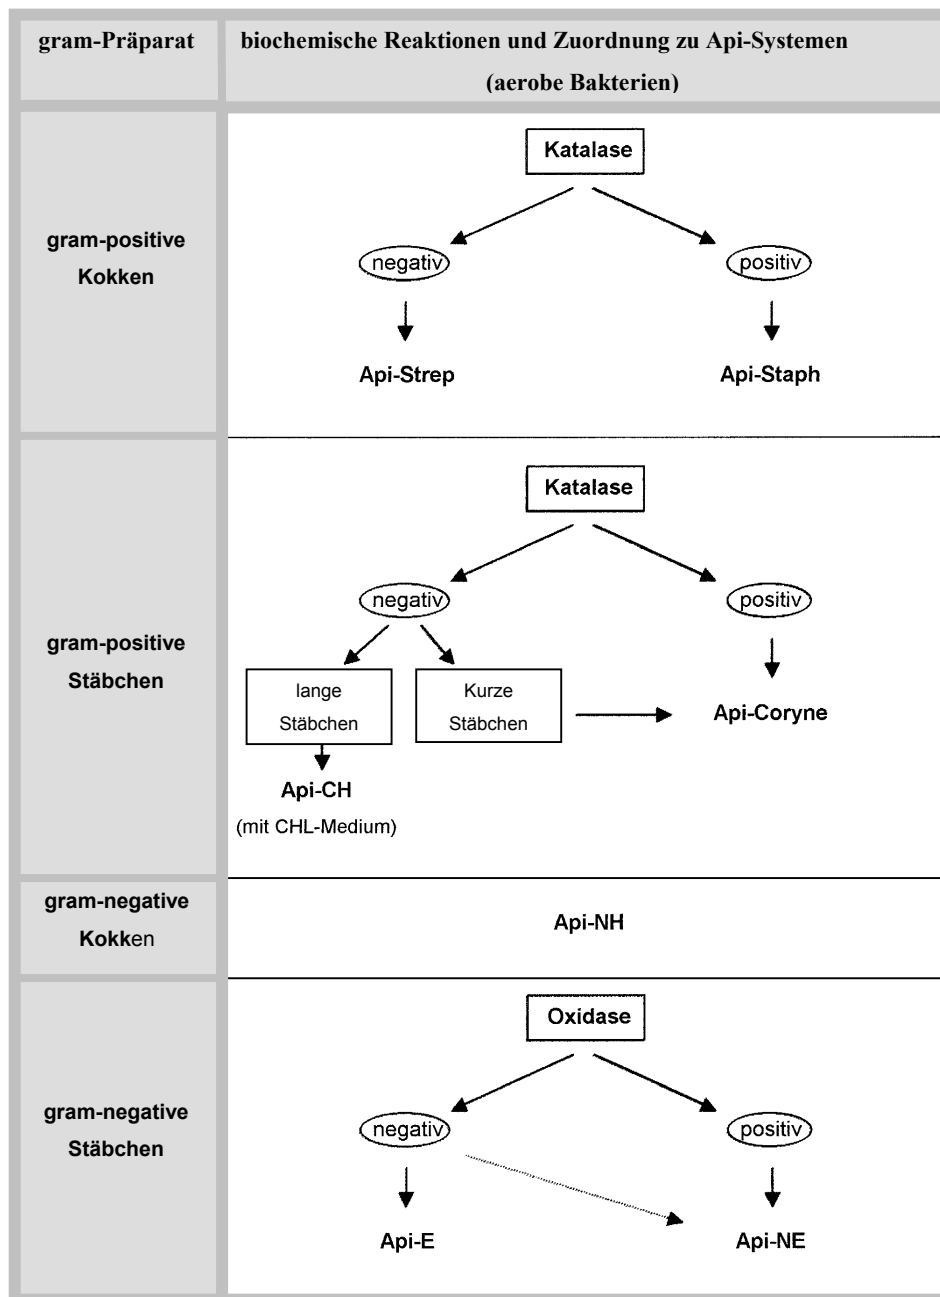 gram-Präparat
biochemische Reaktionen und Zuordnung zu Api-Systemen
(aerobe Bakterien)
gram-positive
Kokken
Katalase
negativ
positiv
Api-Strep
Api-Staph
gram-positive
Stäbchen
Katalase
negativ
positiv
lange
Stäbchen
Kurze
Stäbchen
Api-Coryne
Api-CH
(mit CHL-Medium)
gram-negative
Kokken
Api-NH
gram-negative
Stäbchen
Oxidase
negativ
positiv
Api-E
Api-NE